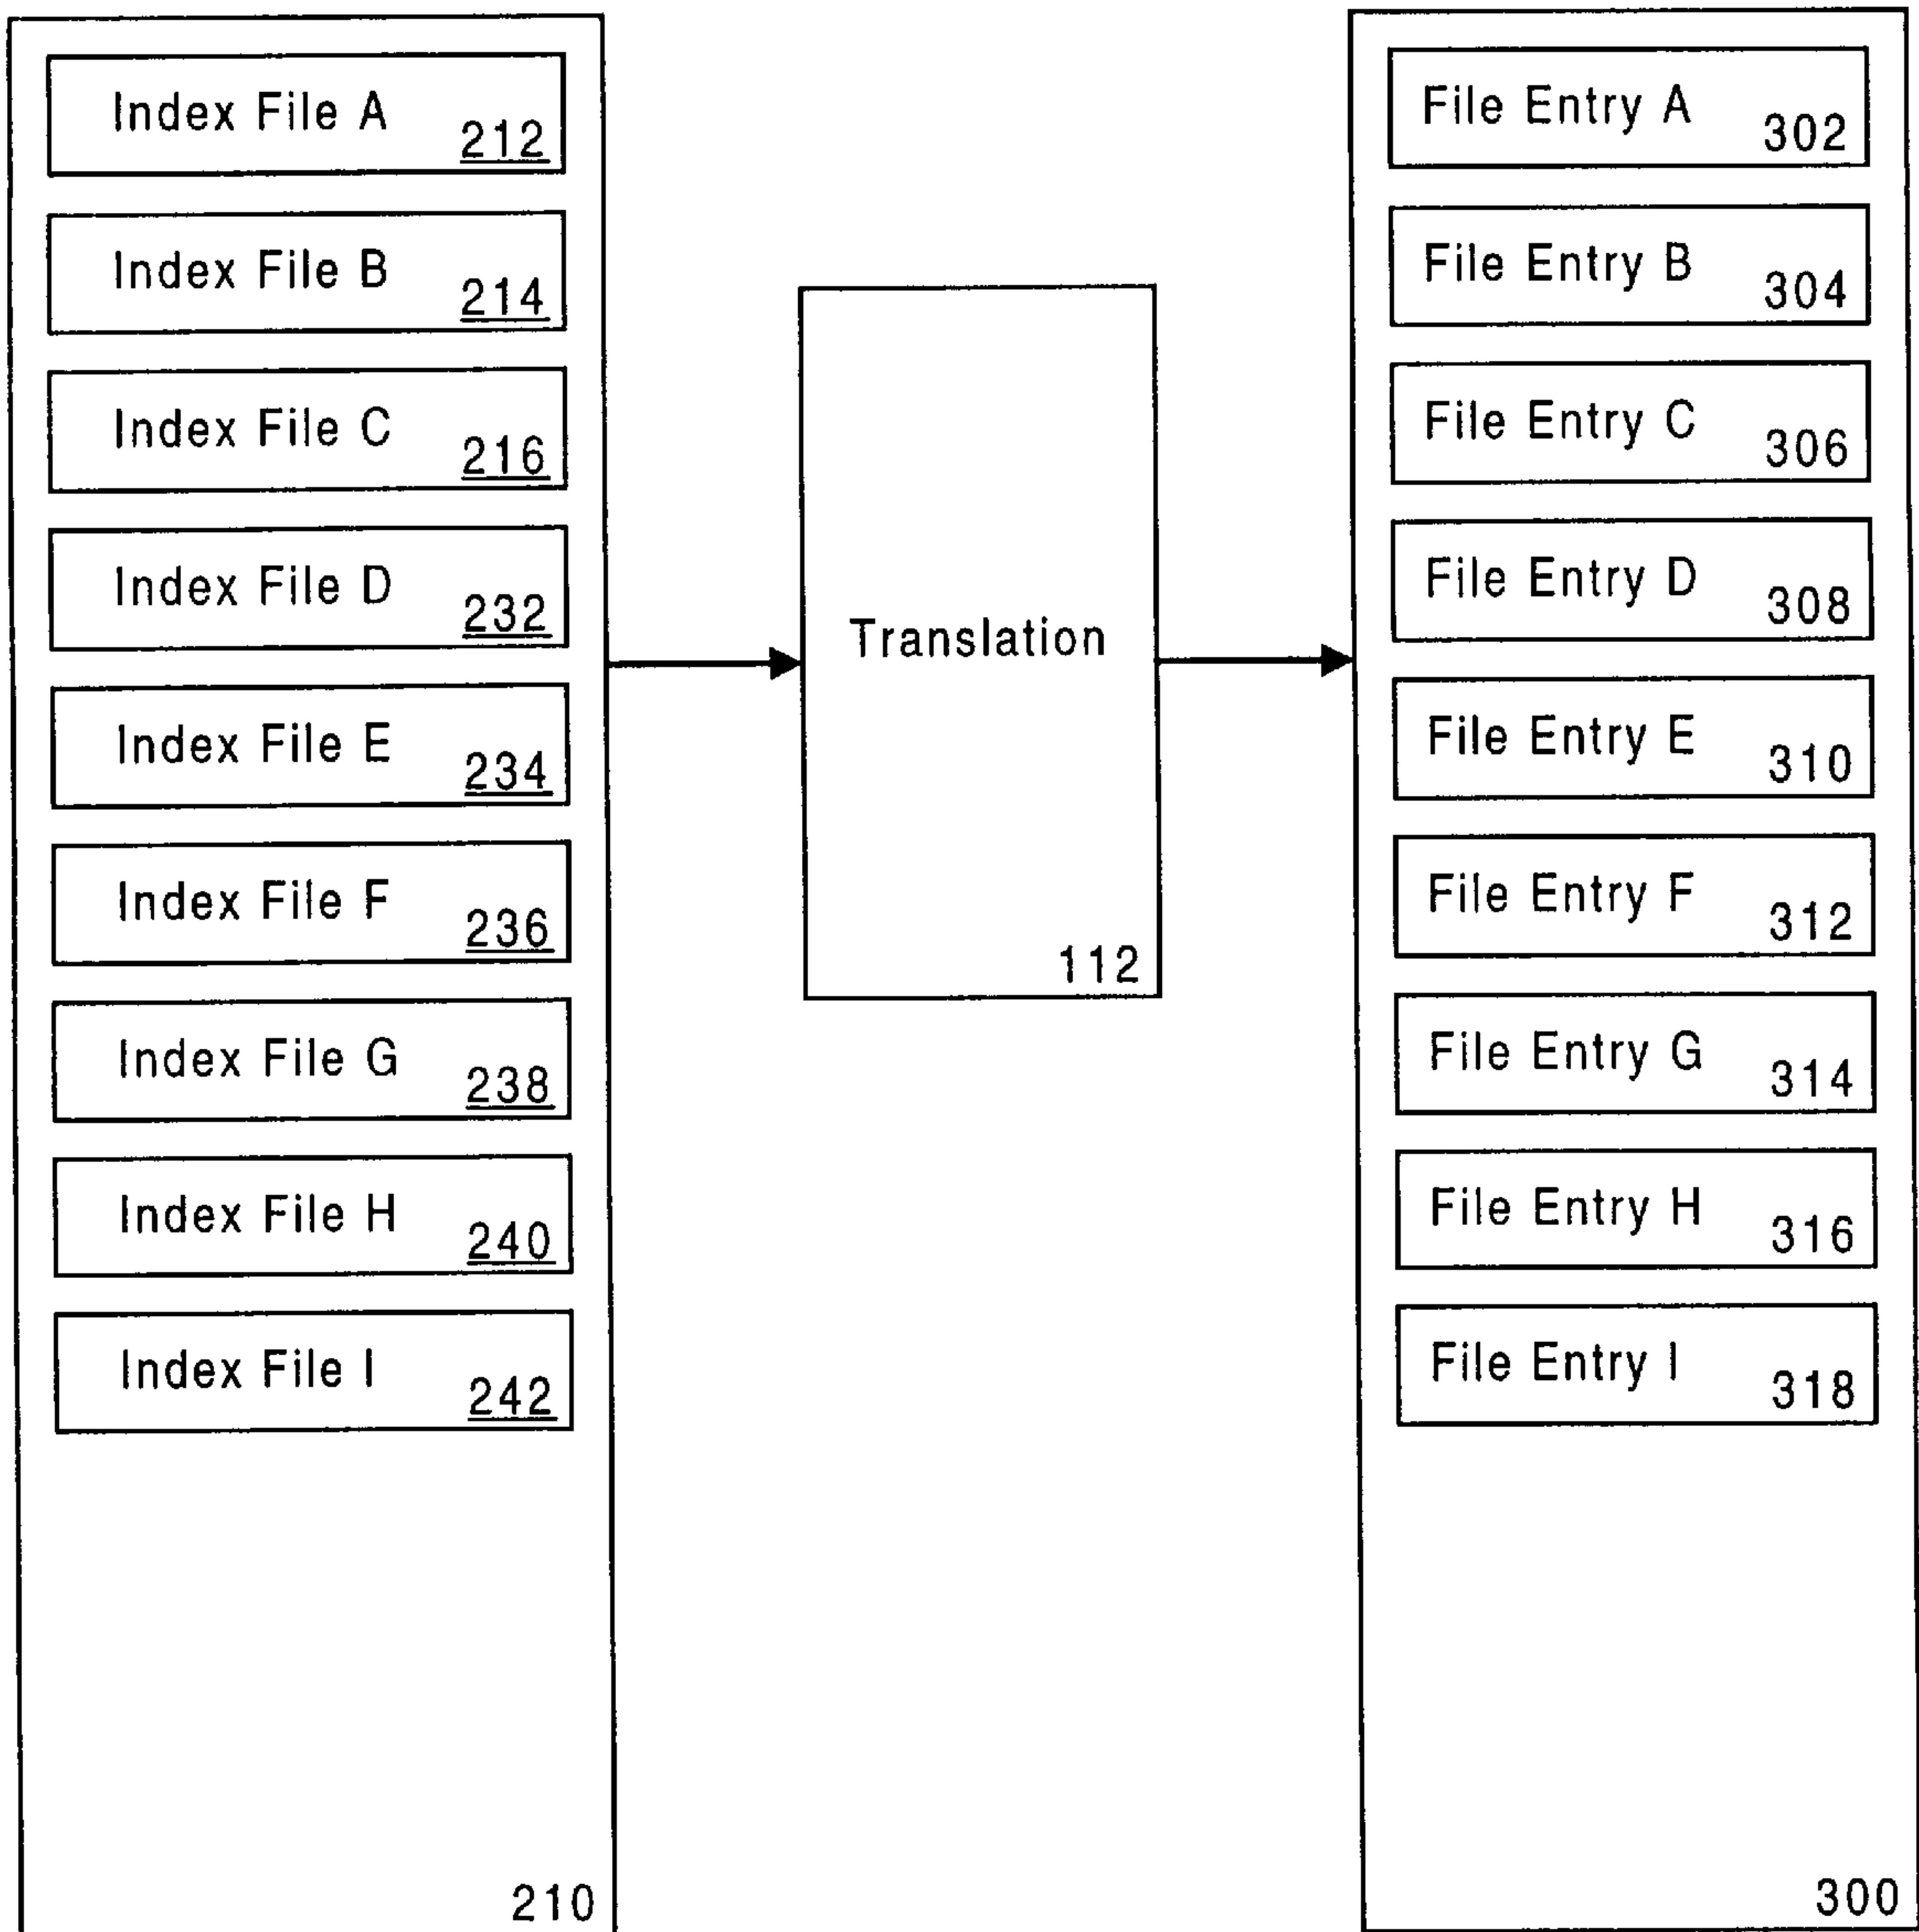 Index File A
212
Index File B
214
Index File C
216
Index File D
232
Index File E
234
Index File F
236
Index File G
238
Index File H
240
Index File I
242
210
Translation
112
File Entry A
302
File Entry B
304
File Entry C
306
File Entry D
308
File Entry E
310
File Entry F
312
File Entry G
314
File Entry H
316
File Entry I
318
300